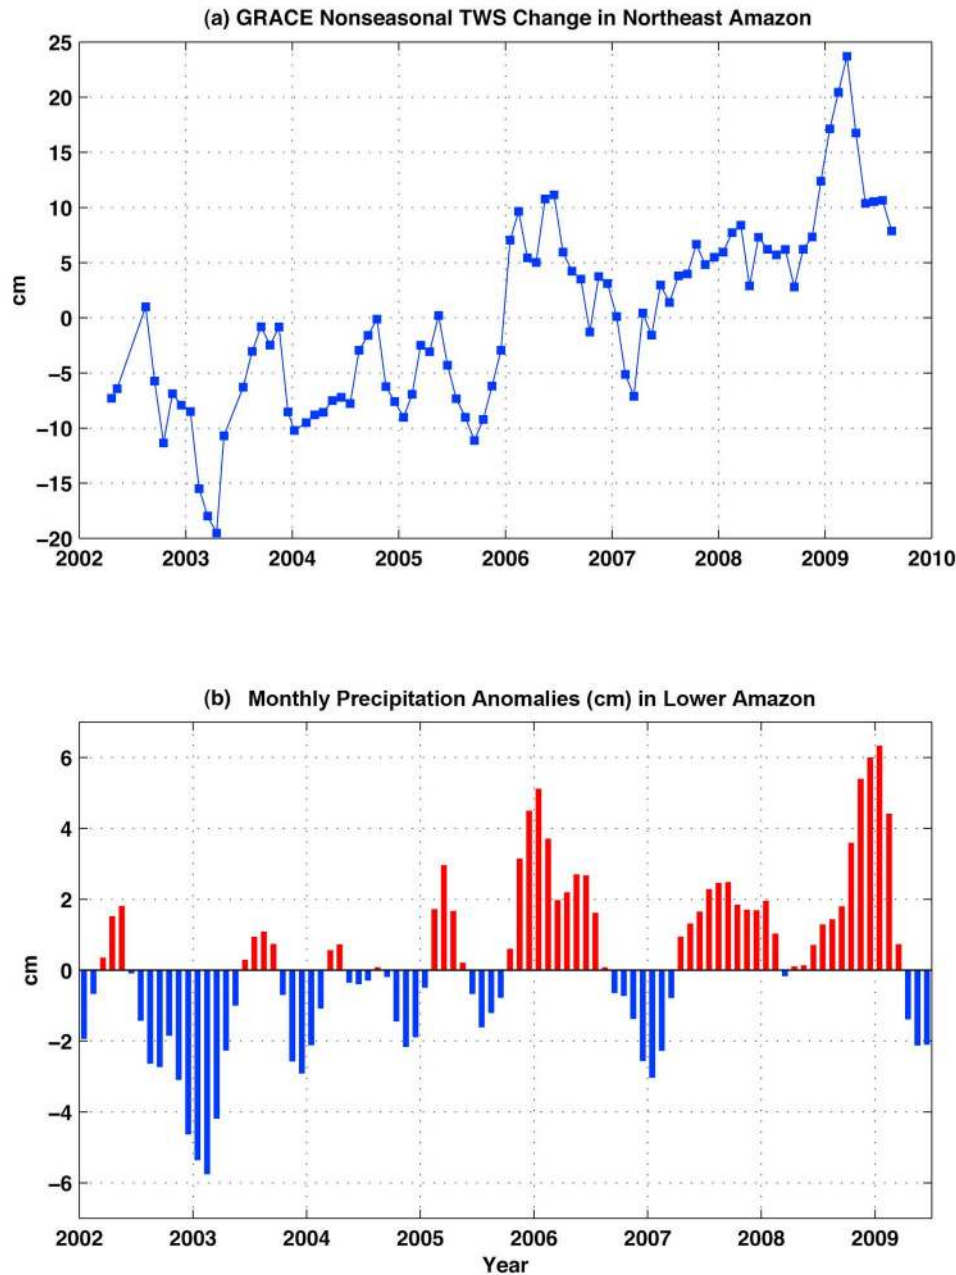 (a) GRACE Nonseasonal TWS Change in Northeast Amazon
25
20
15
10
5
0
−5
−10
−15
−20
cm
2002 2003 2004 2005 2006 2007 2008 2009 2010
(b) Monthly Precipitation Anomalies (cm) in Lower Amazon
6
4
2
0
−2
−4
−6
cm
2002 2003 2004 2005 2006 2007 2008 2009
Year